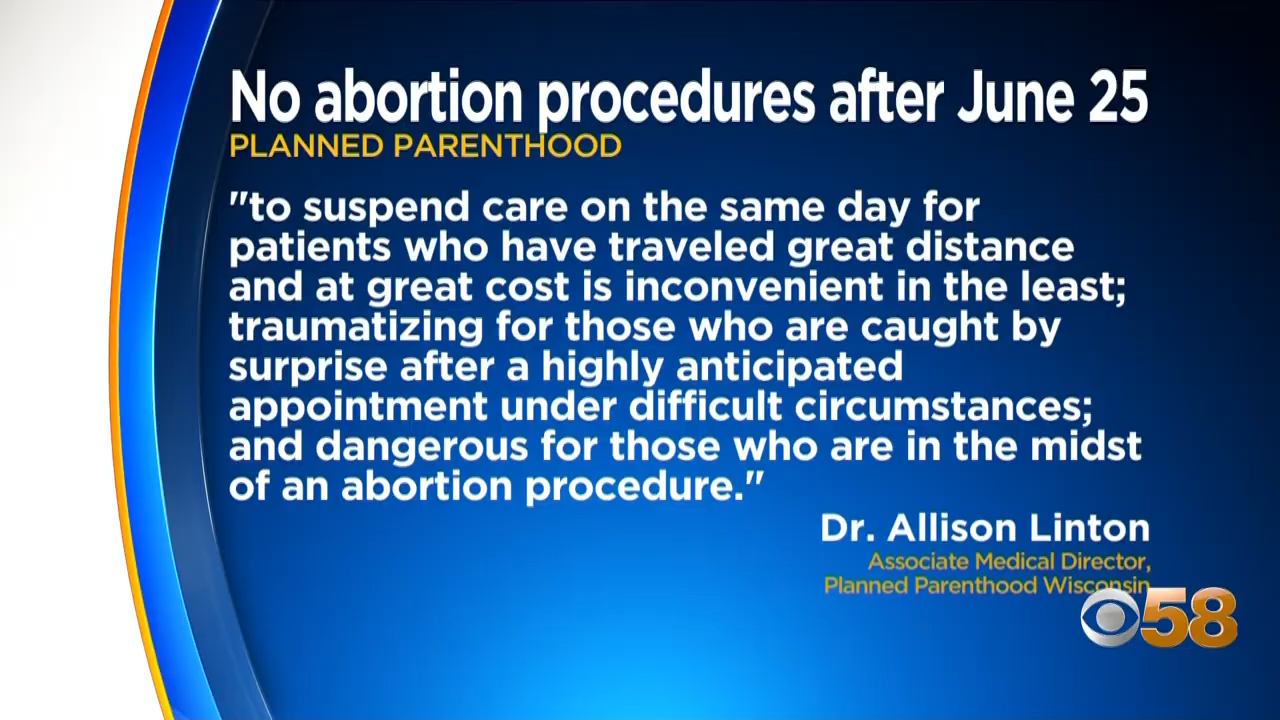 No abortion procedures after June 25
PLANNED PARENTHOOD
"to suspend care on the same day for
patients who have traveled great distance
and at great cost is inconvenient in the least;
traumatizing for those who are caught by
surprise after a highly anticipated
appointment under difficult circumstances;
and dangerous for those who are in the midst
of an abortion procedure."
Dr. Allison Linton
Associate Medical Director,
Planned Parenthood Wisconsin
58